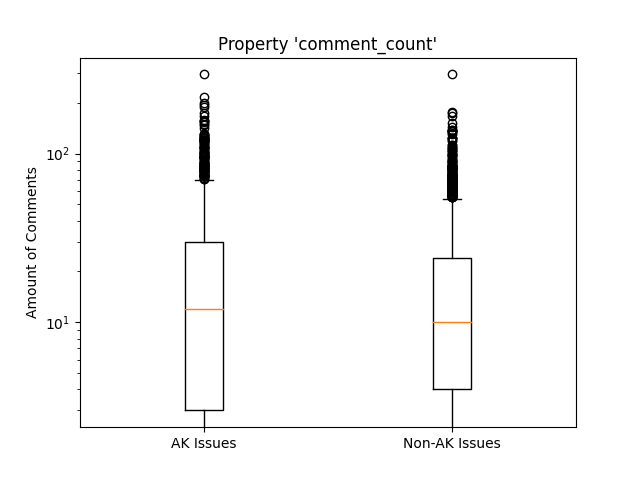 Property 'comment_count'
Amount of Comments
10²
10¹
AK Issues
Non-AK Issues